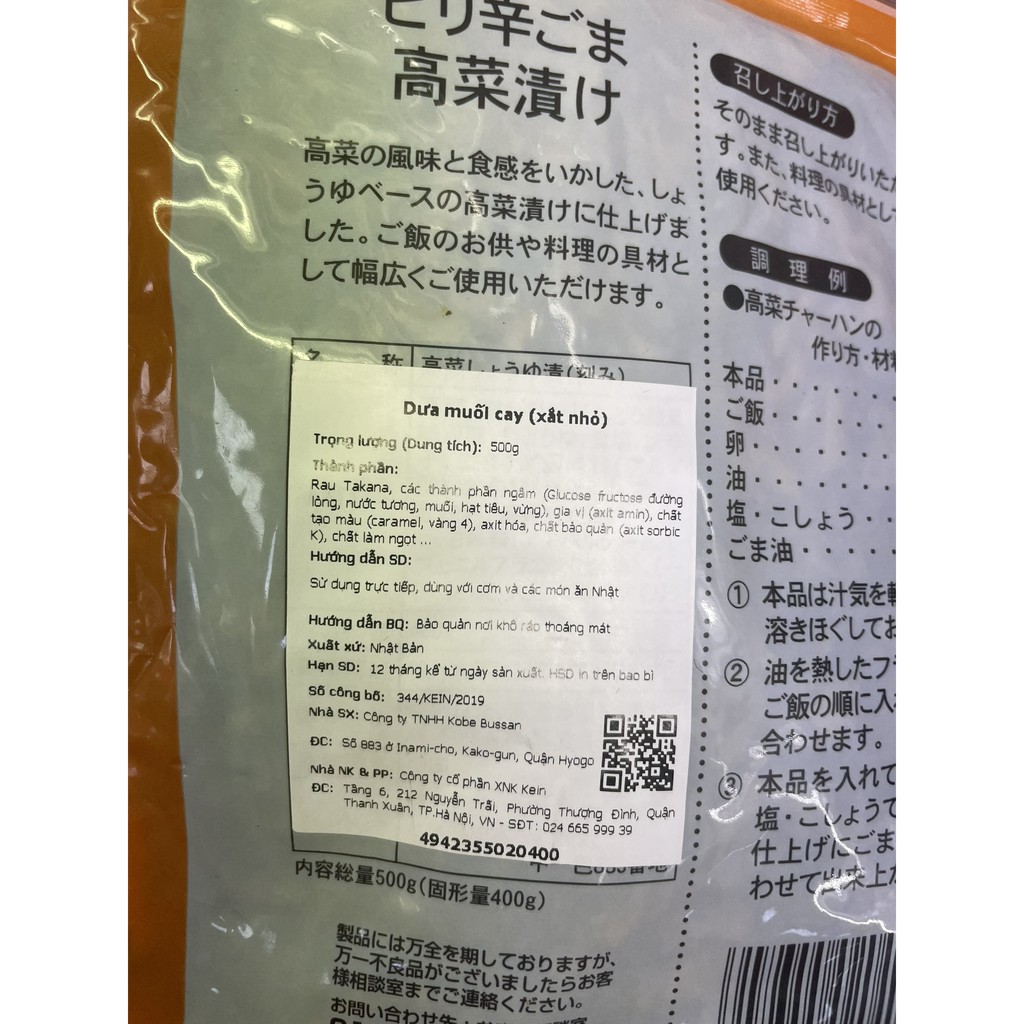 ピリ辛ごま
高菜漬け
高菜の風味と食感をいかした、しょ
うゆベースの高菜漬けに仕上げま
した。ご飯のお供や料理の具材と
して幅広くご使用いただけます。
名 称 高菜しょうゆ漬(刻み)
Dưa muối cay (xắt nhỏ)
Trọng lượng (Dung tích): 500g
Thành phần:
Rau Takana, các thành phần ngâm (Glucose fructose đường
lỏng, nước tương, muối, hạt tiêu, vừng), gia vị (axit amin), chất
tạo màu (caramel, vàng 4), axit hóa, chất bảo quản (axit sorbic
K), chất làm ngọt ...
Hướng dẫn SD:
Sử dụng trực tiếp, dùng với cơm và các món ăn Nhật
Hướng dẫn BQ: Bảo quản nơi khô ráo thoáng mát
Xuất xứ: Nhật Bản
Hạn SD: 12 tháng kể từ ngày sản xuất. HSD in trên bao bì
Số công bố: 344/KEIN/2019
Nhà SX: Công ty TNHH Kobe Bussan
ĐC: Số 883 ở Inami-cho, Kako-gun, Quận Hyogo
Nhà NK & PP: Công ty cổ phần XNK Kein
ĐC: Tầng 6, 212 Nguyễn Trãi, Phường Thượng Đình, Quận
Thanh Xuân, TP.Hà Nội, VN - SĐT: 024 665 999 39
4942355020400
内容総量500g(固形量400g)
製品には万全を期しておりますが、
万一不良品がございましたらお客
様相談室までご連絡ください。
お問い合わせ先:
召し上がり方
そのまま召し上がりいただ
す。また、料理の具材として
使用ください。
調理例
●高菜チャーハンの
作り方・材料
本品・・・・・・
ご飯・・・・・・
卵・・・・・・・
油・・・・・・・
塩・こしょう・・
ごま油・・・・・
① 本品は汁気を軽
溶きほぐしてお
② 油を熱したフラ
ご飯の順に入
合わせます。
③ 本品を入れて
塩・こしょうで
仕上げにごま
わせて出来上が